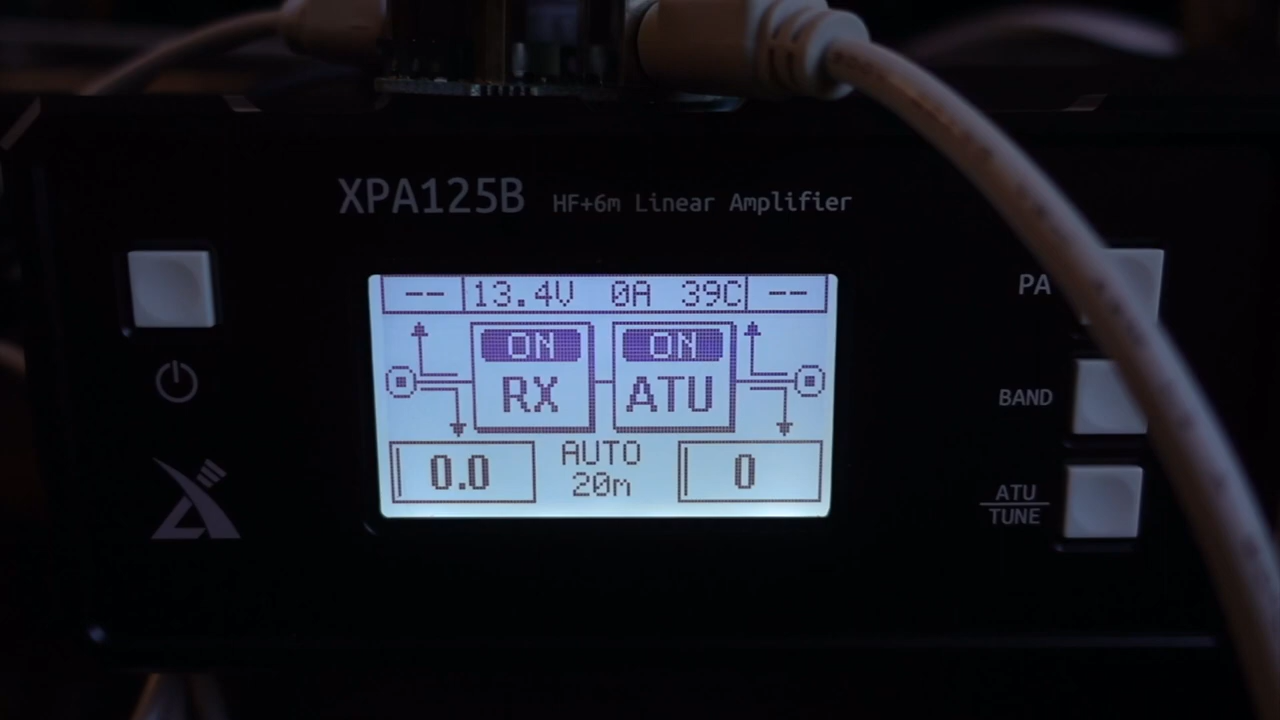 XPA125B HF+6m Linear Amplifier
-- 13.4V 0A 39C --
ON ON
RX ATU
0.0 AUTO 0
20m
PA
BAND
ATU
TUNE